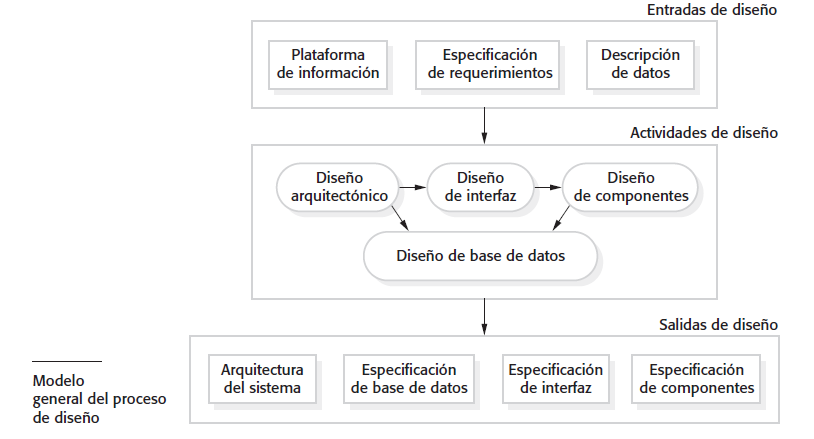 Entradas de diseño
Plataforma
de información
Especificación
de requerimientos
Descripción
de datos
Actividades de diseño
Diseño
arquitectónico
Diseño
de interfaz
Diseño
de componentes
Diseño de base de datos
Salidas de diseño
Arquitectura
del sistema
Especificación
de base de datos
Especificación
de interfaz
Especificación
de componentes
Modelo
general del proceso
de diseño